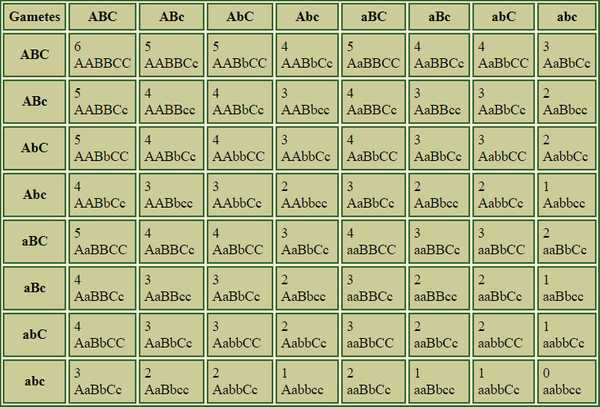 Gametes ABC ABc AbC Abc aBC aBc abC abc
ABC
6 5 5 4 5 4 4 3
AABBCC AABBCc AABbCC AABbCc AaBBCC AaBBCc AaBbCC AaBbCc
ABc
5 4 4 3 4 3 3 2
AABBCc AABBcc AABbCc AABbcc AaBBCc AaBBcc AaBbCc AaBbcc
AbC
5 4 4 3 4 3 3 2
AABbCC AABbCc AAbbCC AAbbCc AaBbCC AaBbCc AabbCC AabbCc
Abc
4 3 3 2 3 2 2 1
AABbCc AABbcc AAbbCc AAbbcc AaBbCc AaBbcc AabbCc Aabbcc
aBC
5 4 4 3 4 3 3 2
AaBBCC AaBBCc AaBbCC AaBbCc aaBBCC aaBBCc aaBbCC aaBbCc
aBc
4 3 3 2 3 2 2 1
AaBBCc AaBBcc AaBbCc AaBbcc aaBBCc aaBBcc aaBbCc aaBbcc
abC
4 3 3 2 3 2 2 1
AaBbCC AaBbCc AabbCC AabbCc aaBbCC aaBbCc aabbCC aabbCc
abc
3 2 2 1 2 1 1 0
AaBbCc AaBbcc AabbCc Aabbcc aaBbCc aaBbcc aabbCc aabbcc